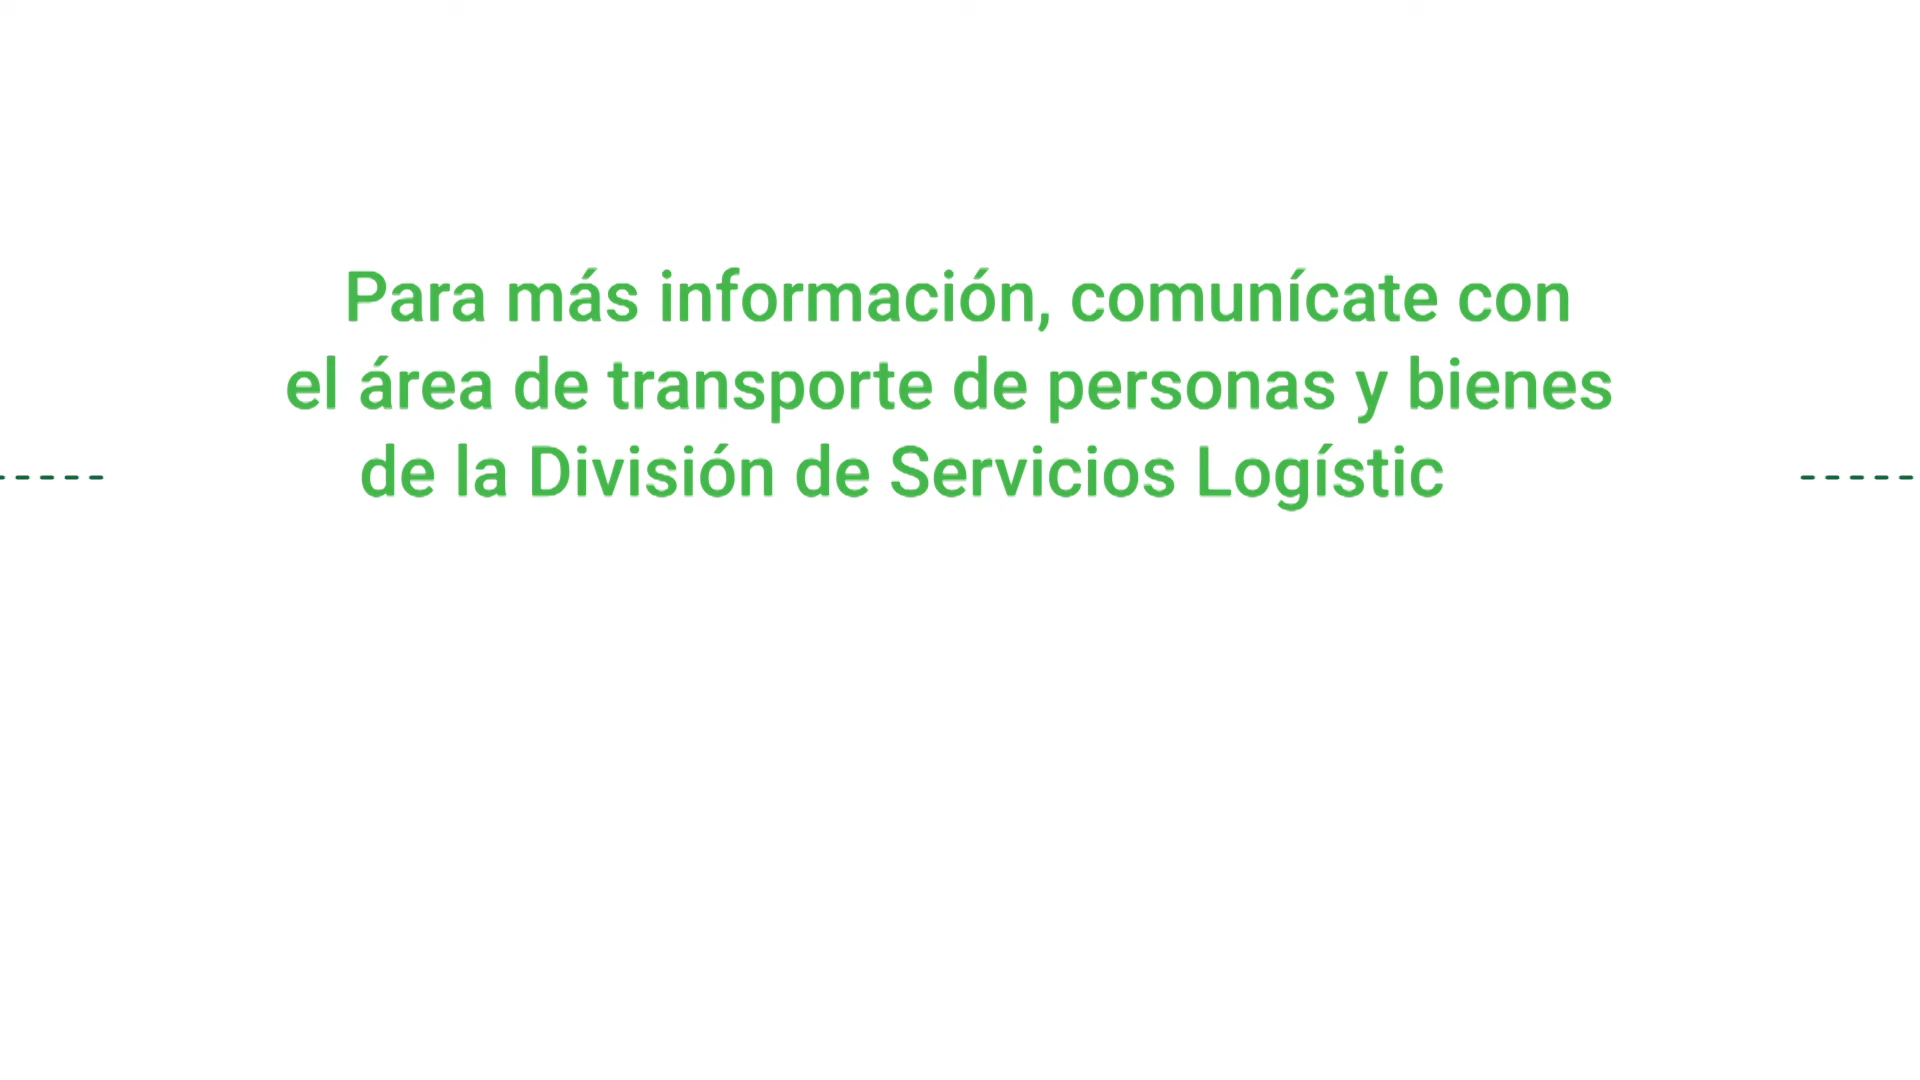 Para más información, comunícate con
el área de transporte de personas y bienes
de la División de Servicios Logístic